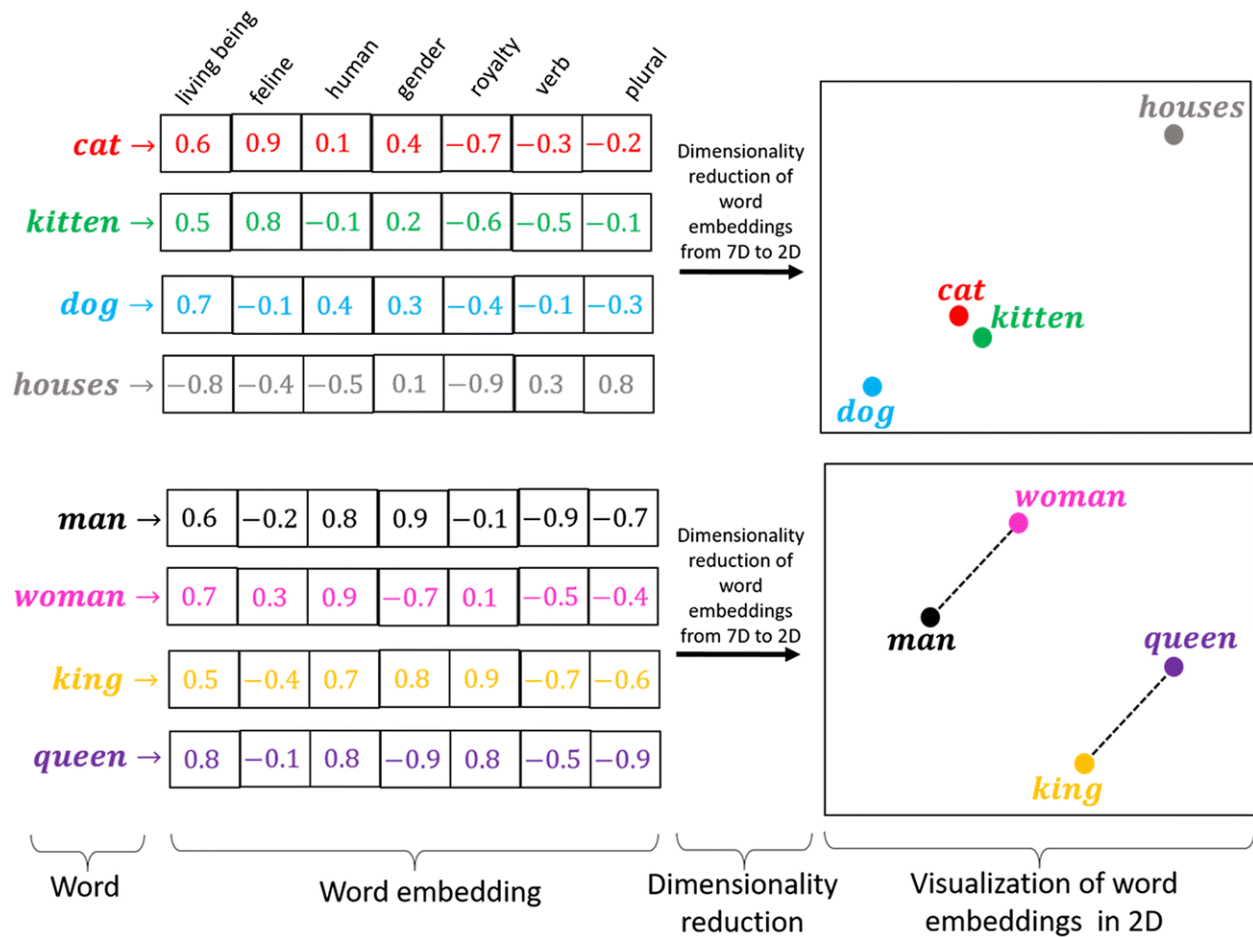 living being feline human gender royalty verb plural
cat → 0.6 0.9 0.1 0.4 −0.7 −0.3 −0.2
kitten → 0.5 0.8 −0.1 0.2 −0.6 −0.5 −0.1
dog → 0.7 −0.1 0.4 0.3 −0.4 −0.1 −0.3
houses → −0.8 −0.4 −0.5 0.1 −0.9 0.3 0.8
Dimensionality
reduction of
word
embeddings
from 7D to 2D
houses
cat
kitten
dog
man → 0.6 −0.2 0.8 0.9 −0.1 −0.9 −0.7
woman → 0.7 0.3 0.9 −0.7 0.1 −0.5 −0.4
king → 0.5 −0.4 0.7 0.8 0.9 −0.7 −0.6
queen → 0.8 −0.1 0.8 −0.9 0.8 −0.5 −0.9
Dimensionality
reduction of
word
embeddings
from 7D to 2D
woman
man
queen
king
Word
Word embedding
Dimensionality
reduction
Visualization of word
embeddings in 2D